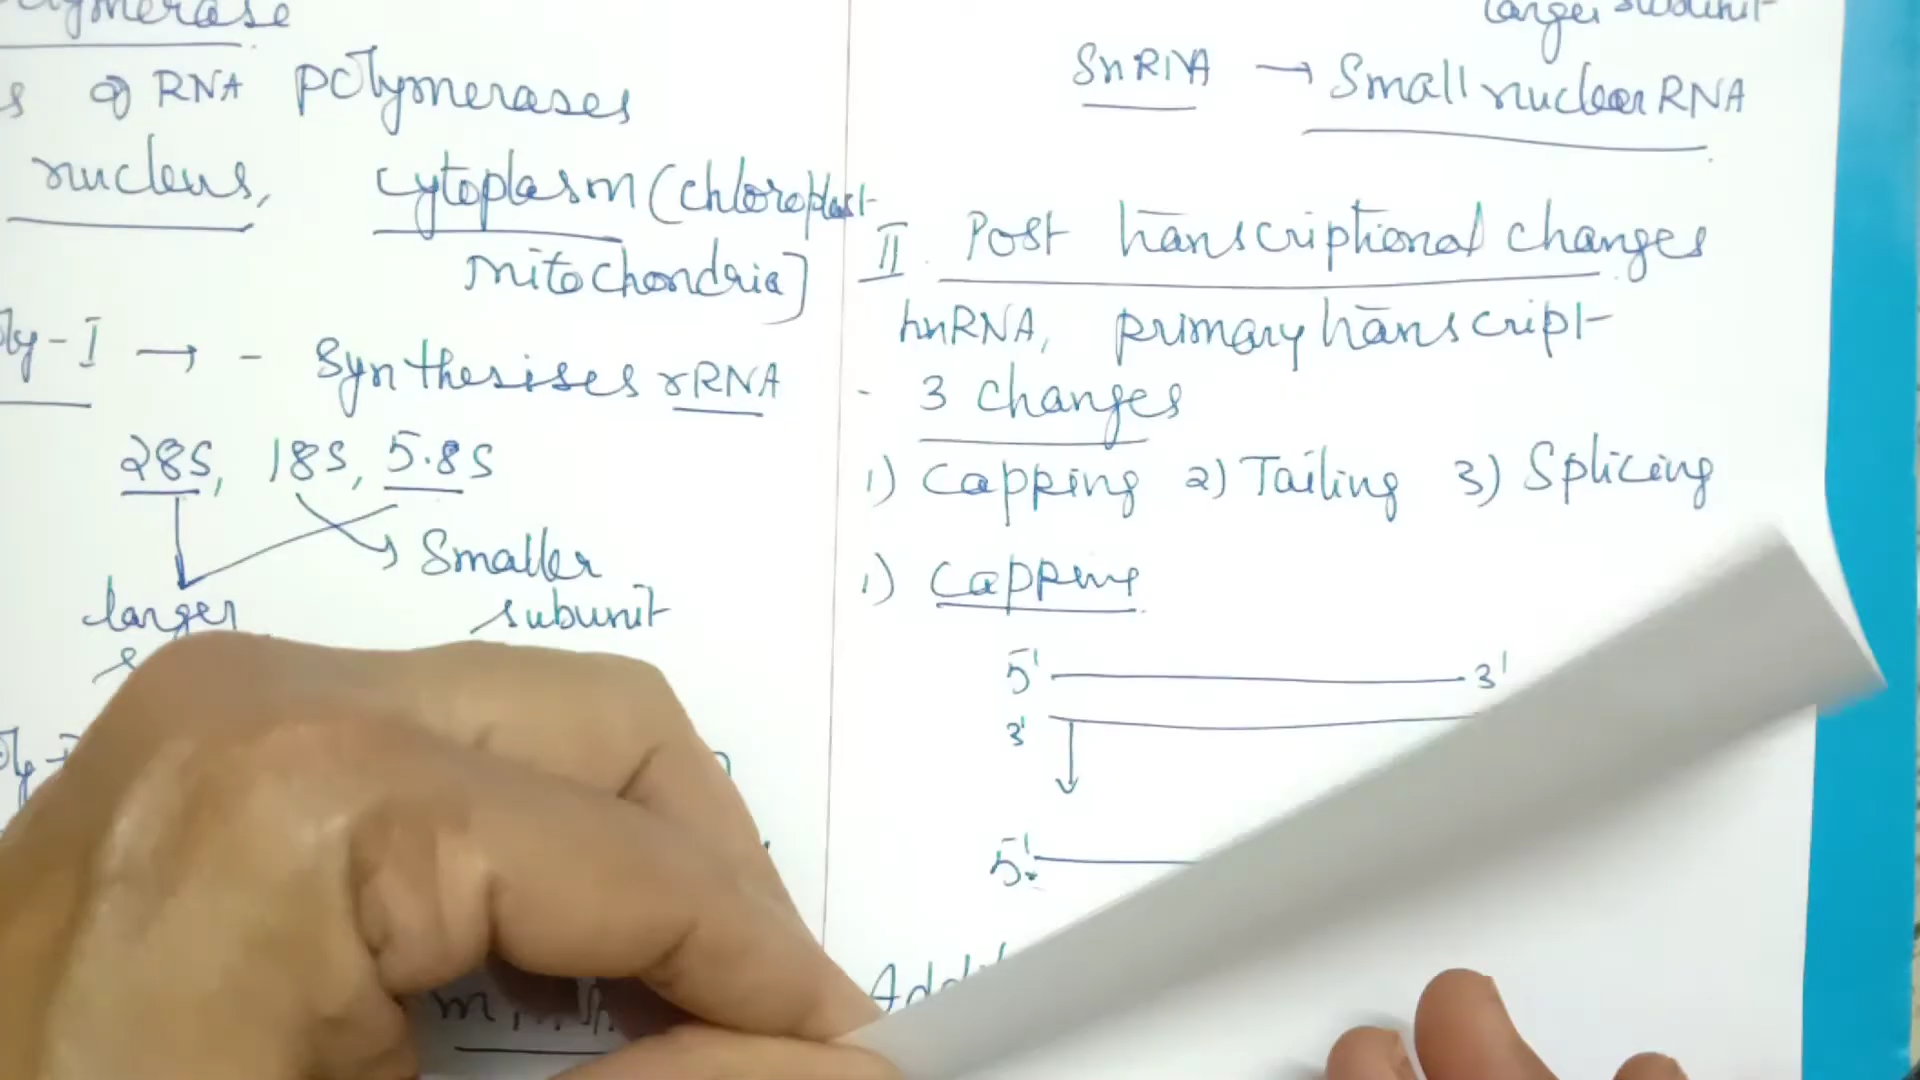 of RNA polymerases
nucleus, cytoplasm (chloroplast
mitochondria]
-I → - Synthesises rRNA
28S, 18S, 5.8S
Smaller
larger subunit
larger subunit
SnRNA → Small nuclear RNA
II. Post transcriptional changes
hnRNA, primary transcript
- 3 changes
1) Capping 2) Tailing 3) Splicing
1) Capping
5' 3'
3'
5'